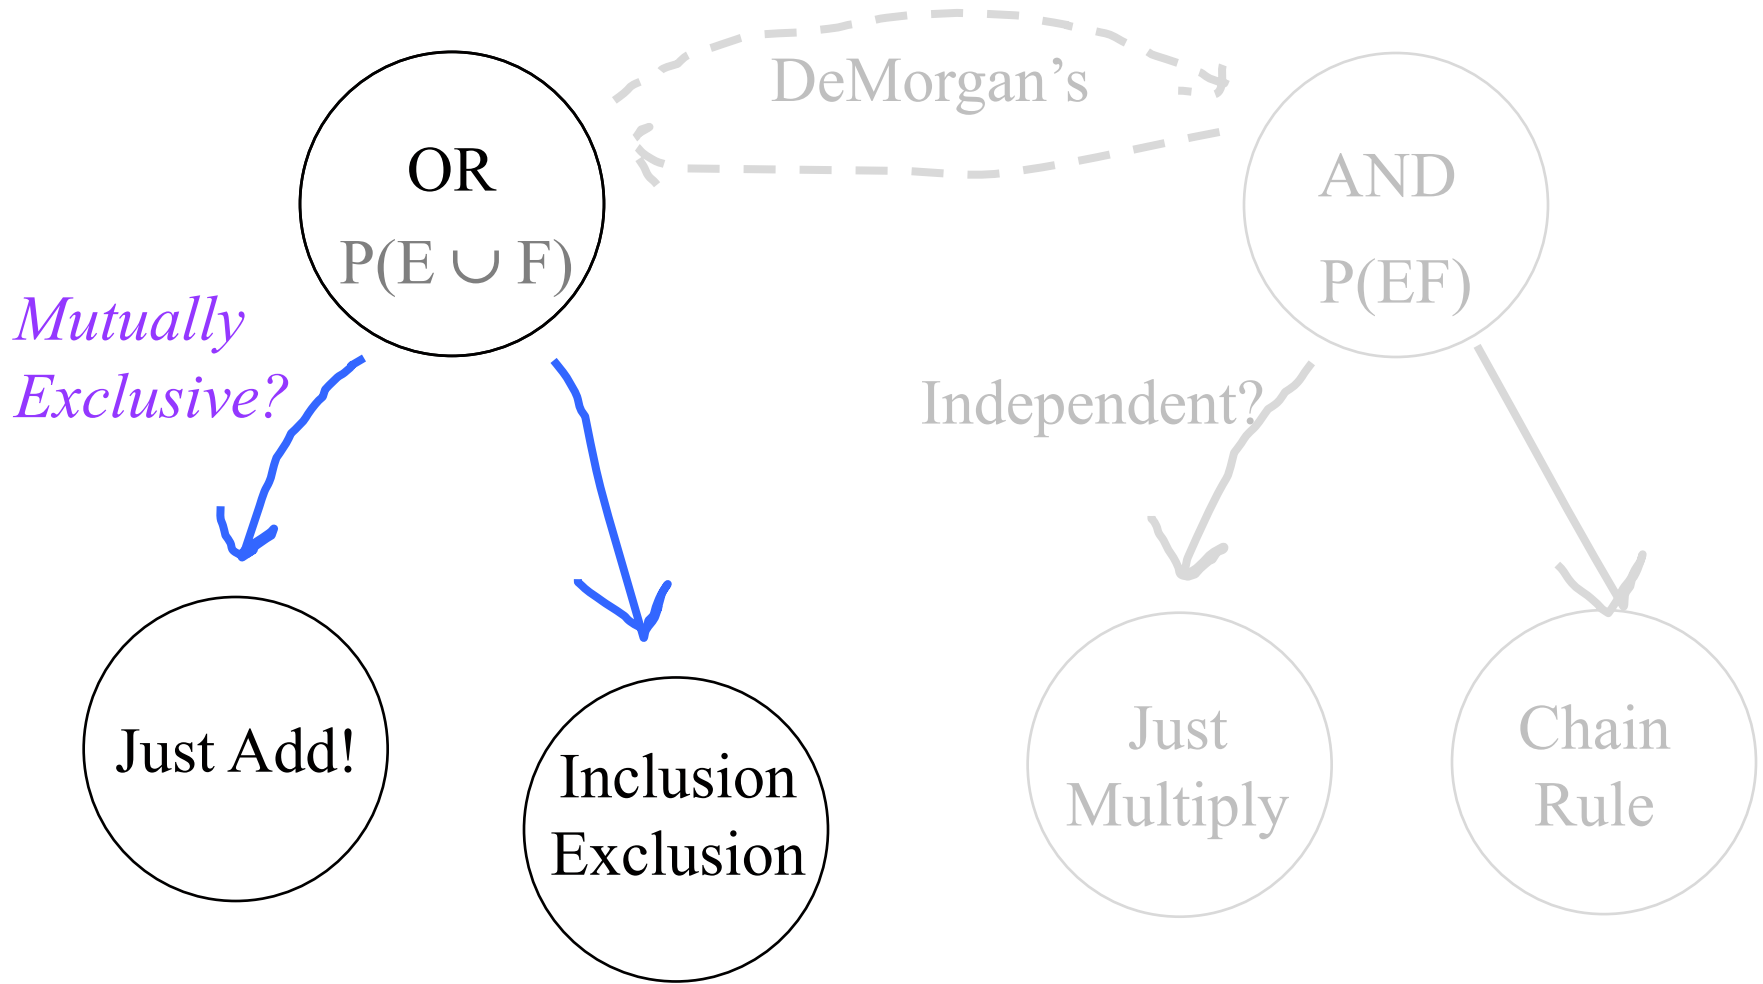 DeMorgan’s
OR
P(E ∪ F)
AND
P(EF)
Mutually
Exclusive?
Independent?
Just Add!
Inclusion
Exclusion
Just
Multiply
Chain
Rule